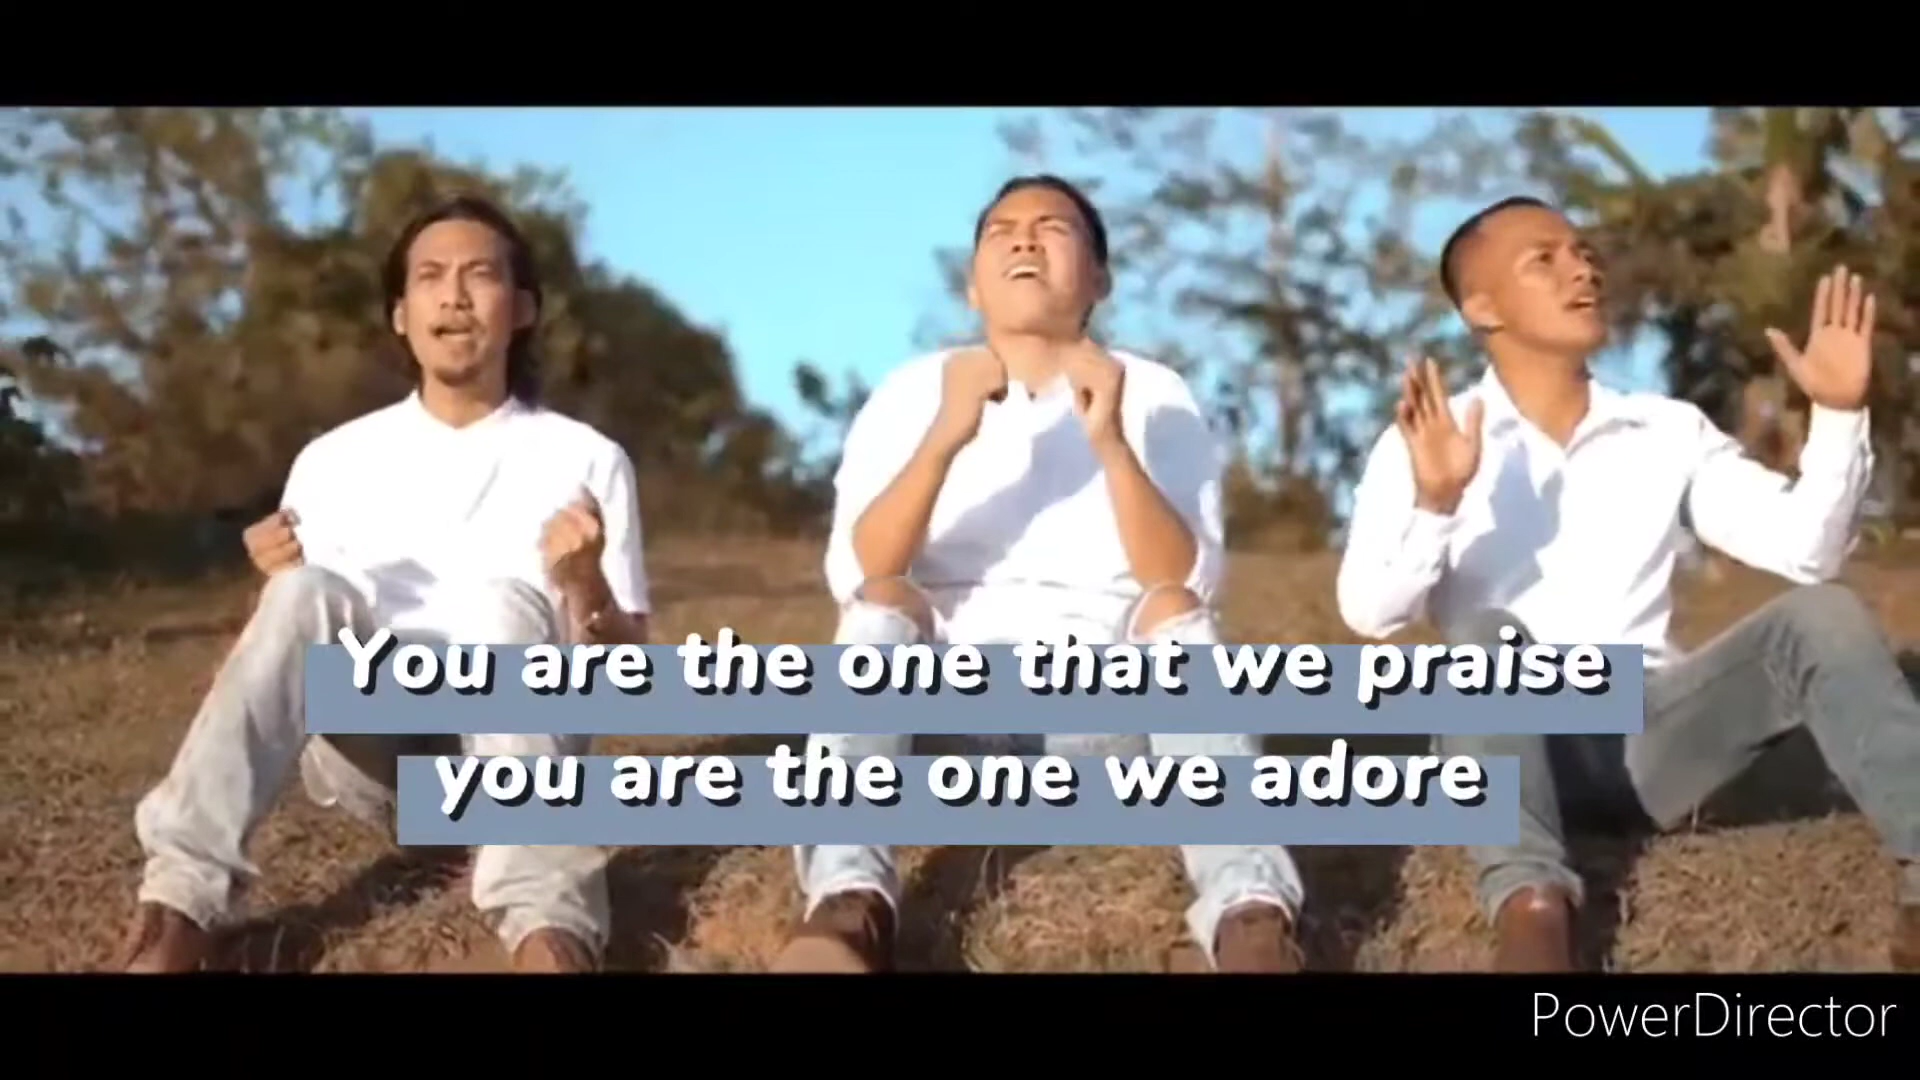 You are the one that we praise
you are the one we adore
PowerDirector